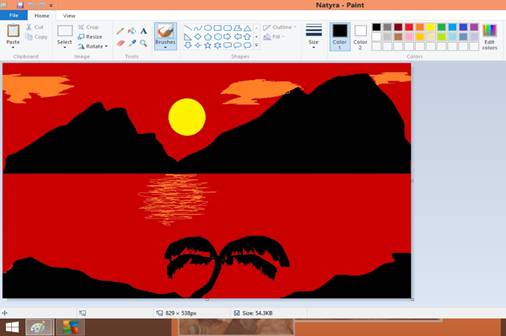 Natyra - Paint
File Home View
Paste
Cut
Copy
Clipboard
Select
Crop
Resize
Rotate
Image
Tools
Brushes
Shapes
Outline
Fill
Size
Color
1
Color
2
Colors
Edit
colors
829 × 538px
Size: 54.3KB